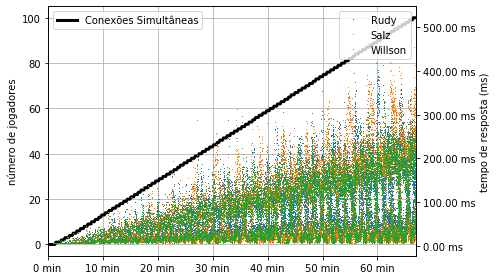 Conexões Simultâneas
Rudy
Salz
Willson
100
80
60
40
20
0
número de jogadores
500.00 ms
400.00 ms
300.00 ms
200.00 ms
100.00 ms
0.00 ms
tempo de resposta (ms)
0 min
10 min
20 min
30 min
40 min
50 min
60 min